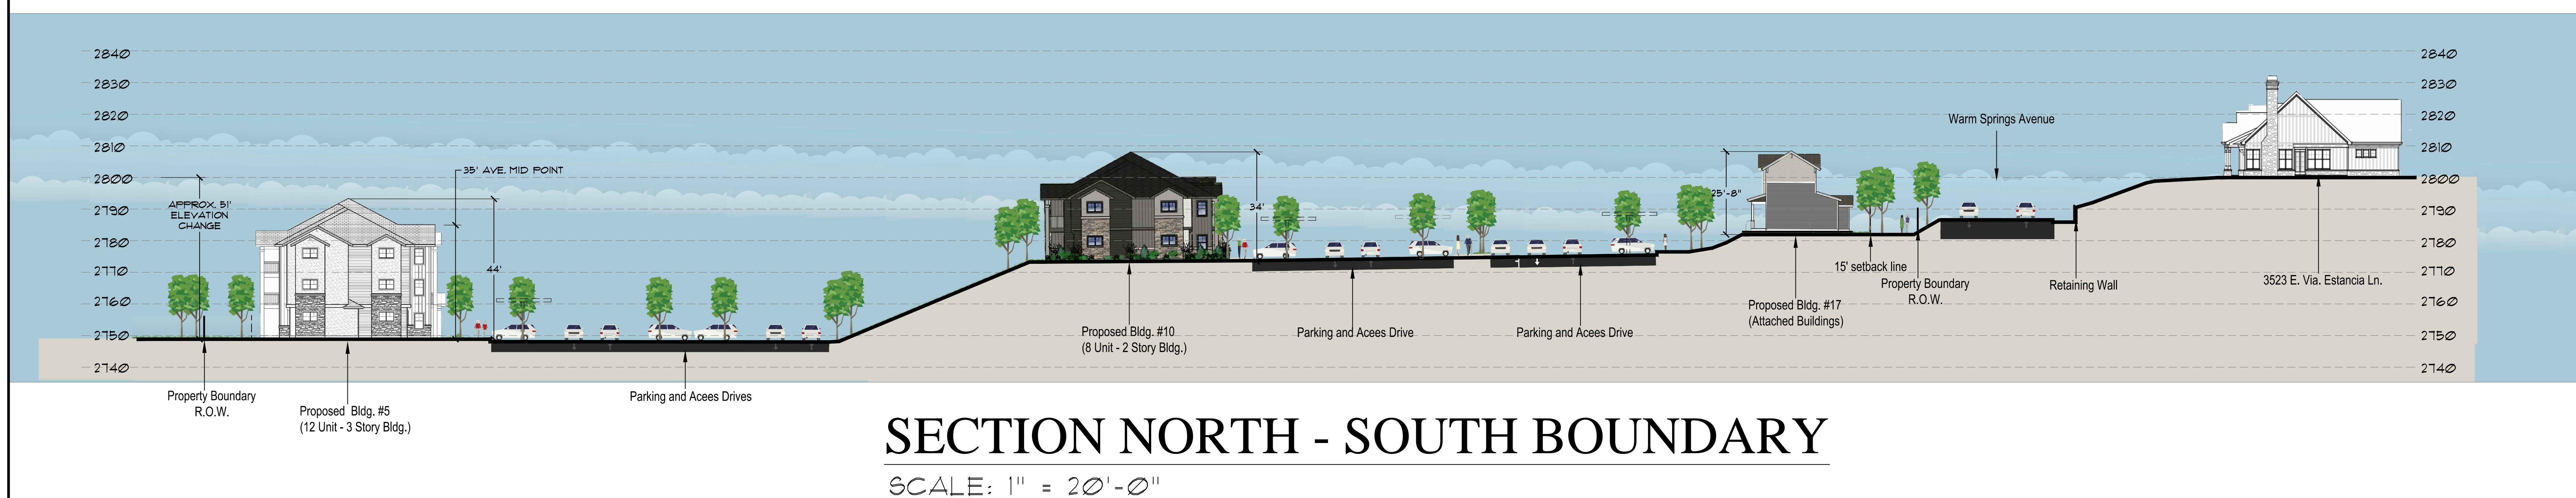 2840
2830
2820
2810
2800
2790
2780
2770
2760
2750
2740
APPROX. 51'
ELEVATION
CHANGE
35' AVE. MID POINT
44'
34'
25'-8"
Warm Springs Avenue
2840
2830
2820
2810
2800
2790
2780
2770
2760
2750
2740
15' setback line
Property Boundary
R.O.W.
Retaining Wall
3523 E. Via. Estancia Ln.
Proposed Bldg. #17
(Attached Buildings)
Proposed Bldg. #10
(8 Unit - 2 Story Bldg.)
Parking and Acees Drive
Parking and Acees Drive
Property Boundary
R.O.W.
Proposed Bldg. #5
(12 Unit - 3 Story Bldg.)
Parking and Acees Drives
SECTION NORTH - SOUTH BOUNDARY
SCALE: 1" = 20'-0"